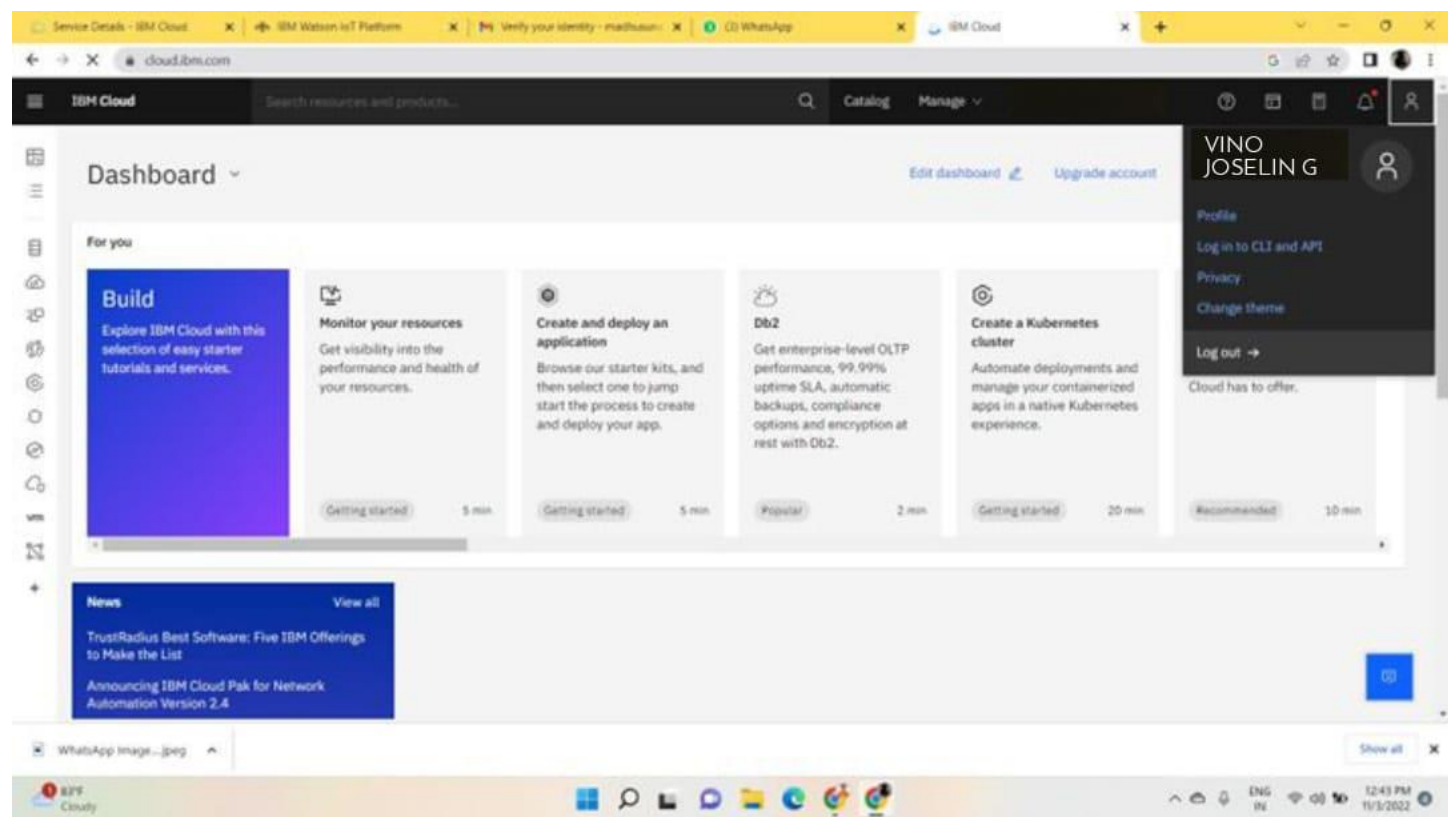 Service Details - IBM Cloud
IBM Watson IoT Platform
Verify your identity - madhusu
(3) WhatsApp
IBM Cloud
cloud.ibm.com
IBM Cloud
Search resources and products...
Catalog
Manage
VINO
JOSELIN G
Dashboard
Edit dashboard
Upgrade account
Profile
Log in to CLI and API
Privacy
Change theme
Log out →
For you
Build
Explore IBM Cloud with this
selection of easy starter
tutorials and services.
Monitor your resources
Get visibility into the
performance and health of
your resources.
Getting started
5 min
Create and deploy an
application
Browse our starter kits, and
then select one to jump
start the process to create
and deploy your app.
Getting started
5 min
Db2
Get enterprise-level OLTP
performance, 99.99%
uptime SLA, automatic
backups, compliance
options and encryption at
rest with Db2.
Popular
2 min
Create a Kubernetes
cluster
Automate deployments and
manage your containerized
apps in a native Kubernetes
experience.
Getting started
20 min
Cloud has to offer.
Recommended
10 min
vm
News
View all
TrustRadius Best Software: Five IBM Offerings
to Make the List
Announcing IBM Cloud Pak for Network
Automation Version 2.4
WhatsApp Image....jpeg
Show all
83°F
Cloudy
ENG
IN
12:43 PM
11/3/2022